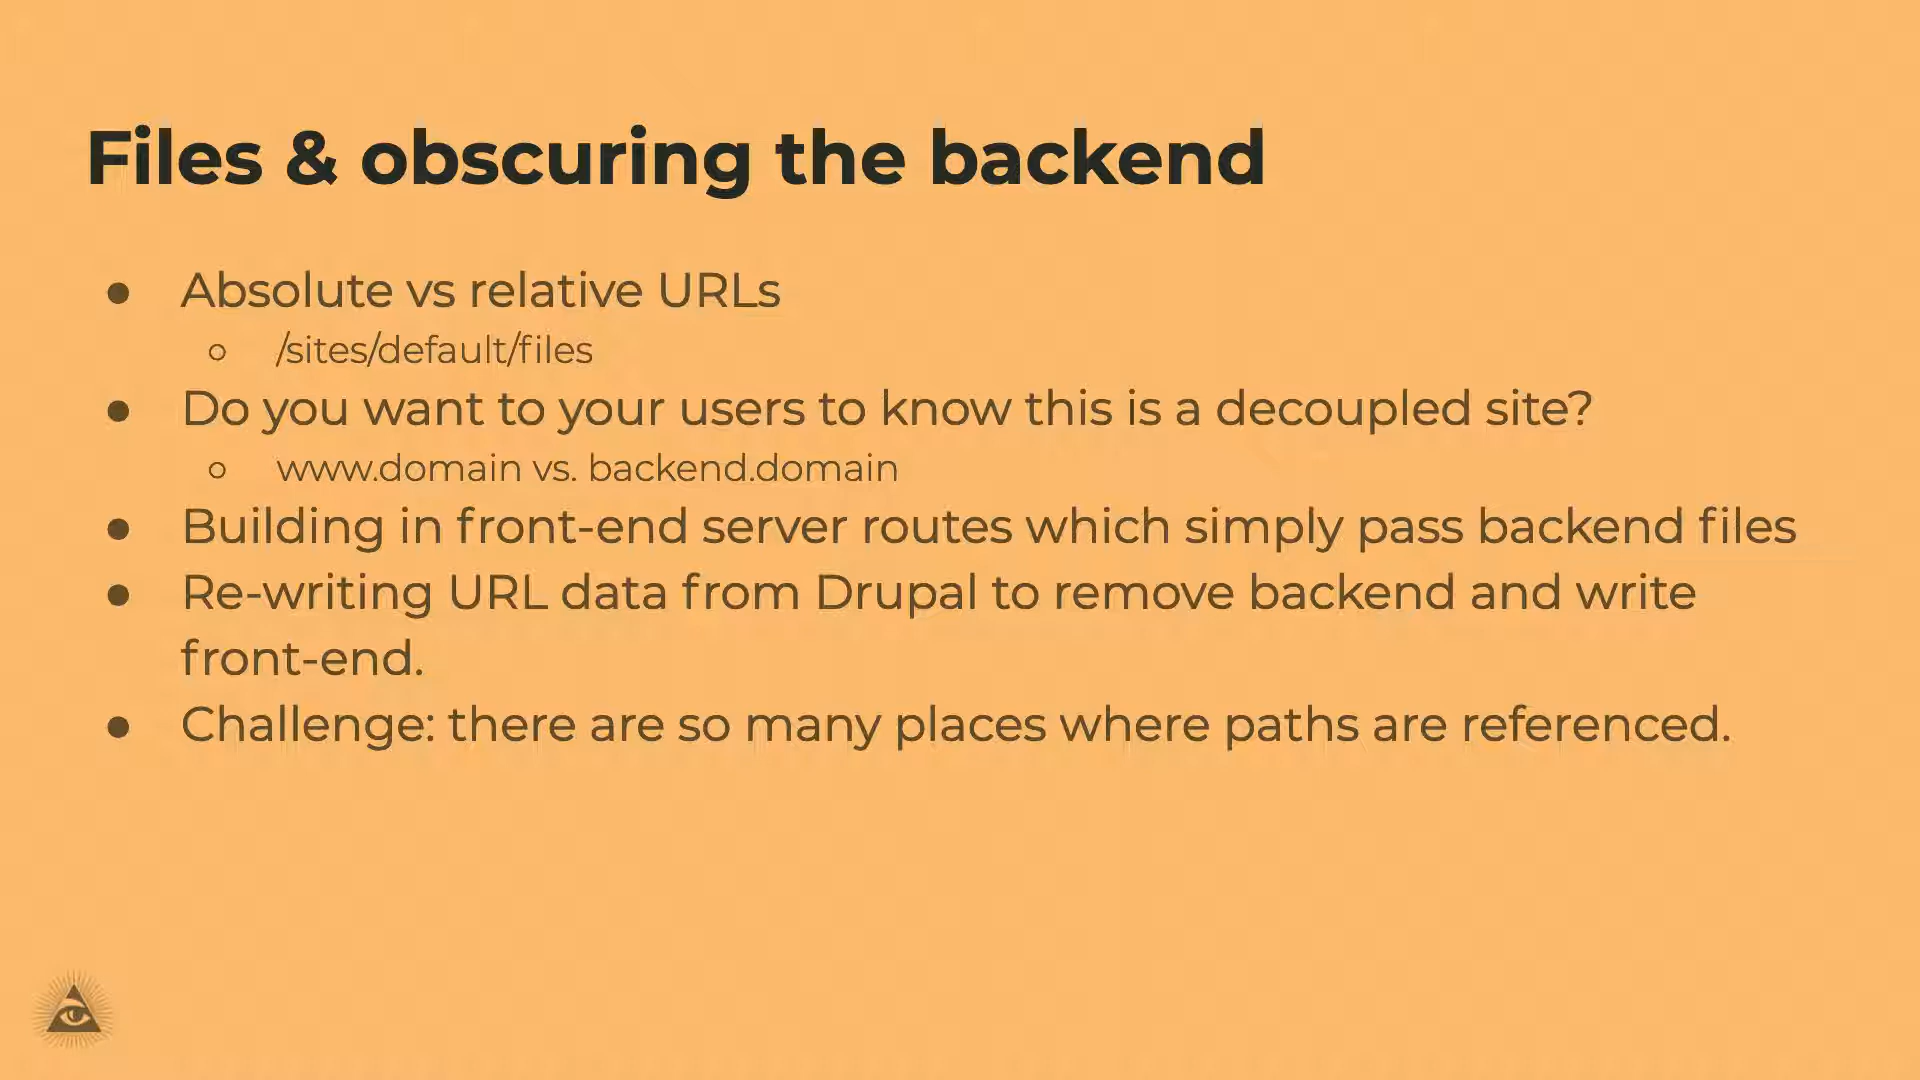 Files & obscuring the backend
● Absolute vs relative URLs
○ /sites/default/files
● Do you want to your users to know this is a decoupled site?
○ www.domain vs. backend.domain
● Building in front-end server routes which simply pass backend files
● Re-writing URL data from Drupal to remove backend and write
front-end.
● Challenge: there are so many places where paths are referenced.